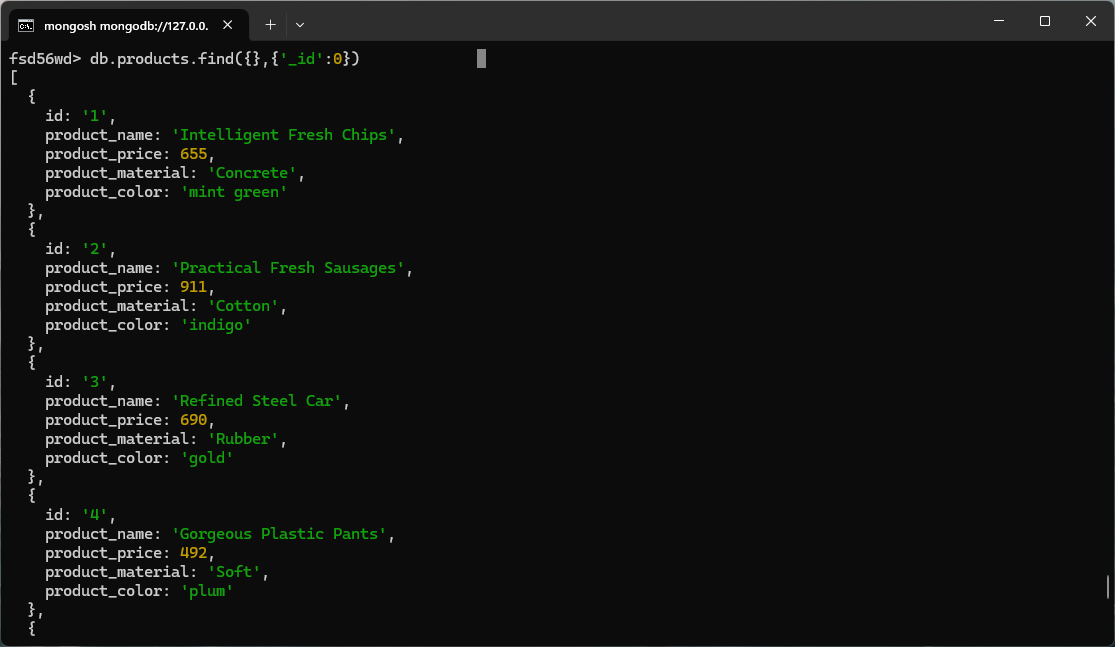 mongosh mongodb://127.0.0.
fsd56wd> db.products.find({},{'_id':0})
[
  {
    id: '1',
    product_name: 'Intelligent Fresh Chips',
    product_price: 655,
    product_material: 'Concrete',
    product_color: 'mint green'
  },
  {
    id: '2',
    product_name: 'Practical Fresh Sausages',
    product_price: 911,
    product_material: 'Cotton',
    product_color: 'indigo'
  },
  {
    id: '3',
    product_name: 'Refined Steel Car',
    product_price: 690,
    product_material: 'Rubber',
    product_color: 'gold'
  },
  {
    id: '4',
    product_name: 'Gorgeous Plastic Pants',
    product_price: 492,
    product_material: 'Soft',
    product_color: 'plum'
  },
  {